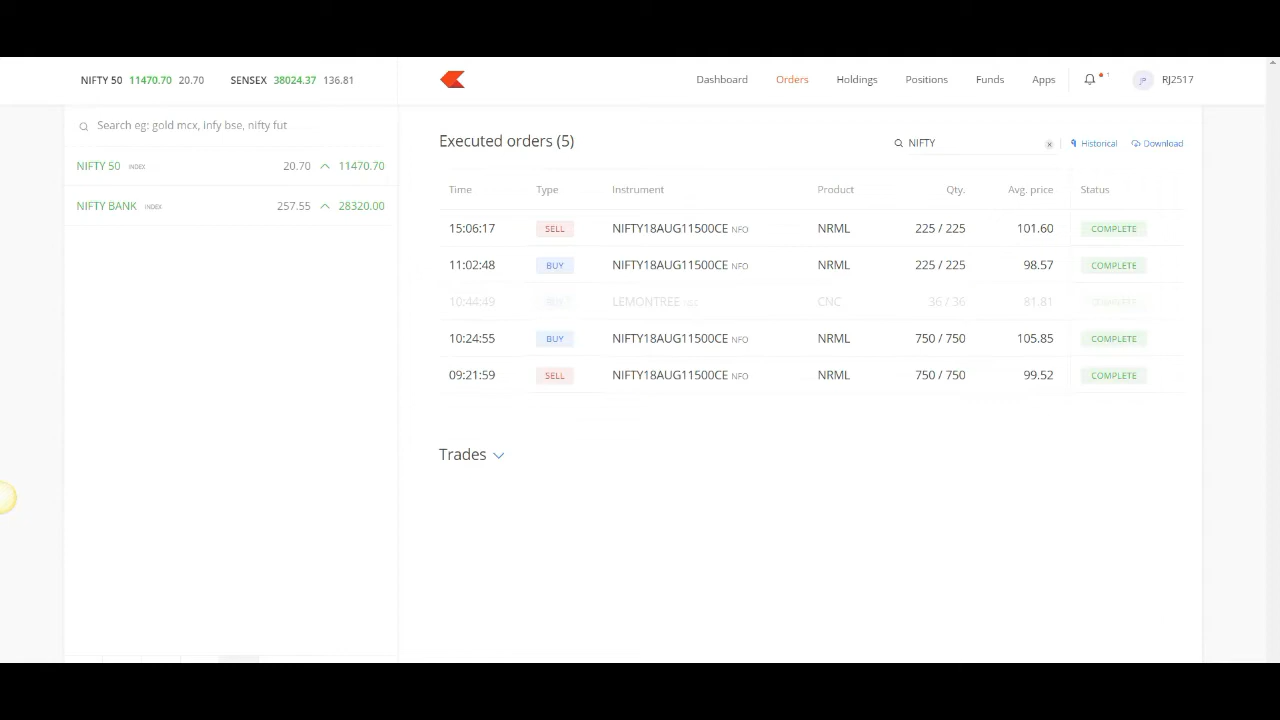 NIFTY 50 11470.70 20.70 SENSEX 38024.37 136.81
Dashboard Orders Holdings Positions Funds Apps 1 RJ2517
Search eg: gold mcx, infy bse, nifty fut
NIFTY 50 INDEX 20.70 11470.70
NIFTY BANK INDEX 257.55 28320.00
Executed orders (5) NIFTY Historical Download
Time Type Instrument Product Qty. Avg. price Status
15:06:17 SELL NIFTY18AUG11500CE NFO NRML 225 / 225 101.60 COMPLETE
11:02:48 BUY NIFTY18AUG11500CE NFO NRML 225 / 225 98.57 COMPLETE
10:44:49 BUY LEMONTREE CNC 36 / 36 81.81 COMPLETE
10:24:55 BUY NIFTY18AUG11500CE NFO NRML 750 / 750 105.85 COMPLETE
09:21:59 SELL NIFTY18AUG11500CE NFO NRML 750 / 750 99.52 COMPLETE
Trades